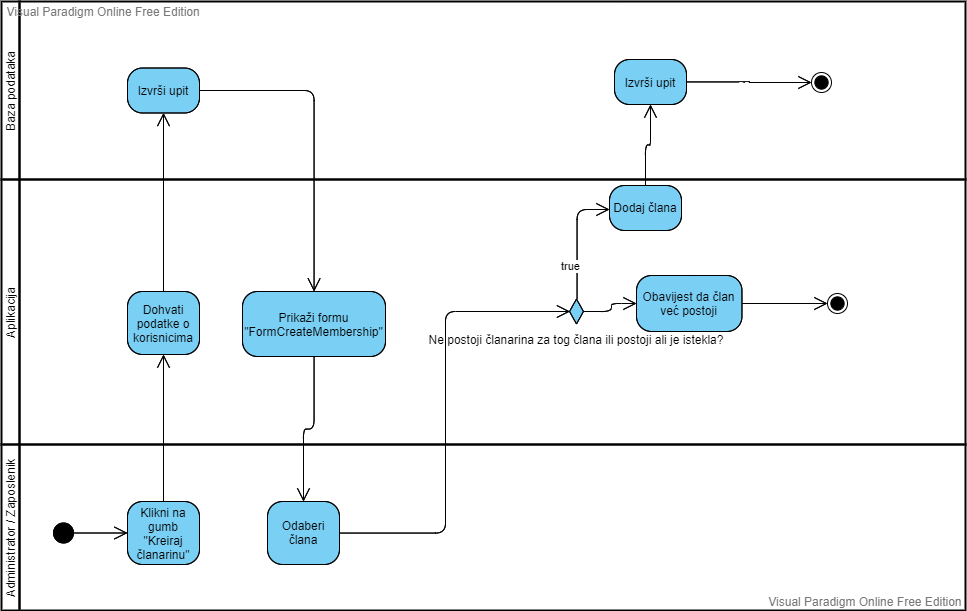 Visual Paradigm Online Free Edition
Baza podataka
Izvrši upit
Izvrši upit
Aplikacija
Dodaj člana
true
Dohvati
podatke o
korisnicima
Prikaži formu
"FormCreateMembership"
Obavijest da član
već postoji
Ne postoji članarina za tog člana ili postoji ali je istekla?
Administrator / Zaposlenik
Klikni na
gumb
"Kreiraj
članarinu"
Odaberi
člana
Visual Paradigm Online Free Edition